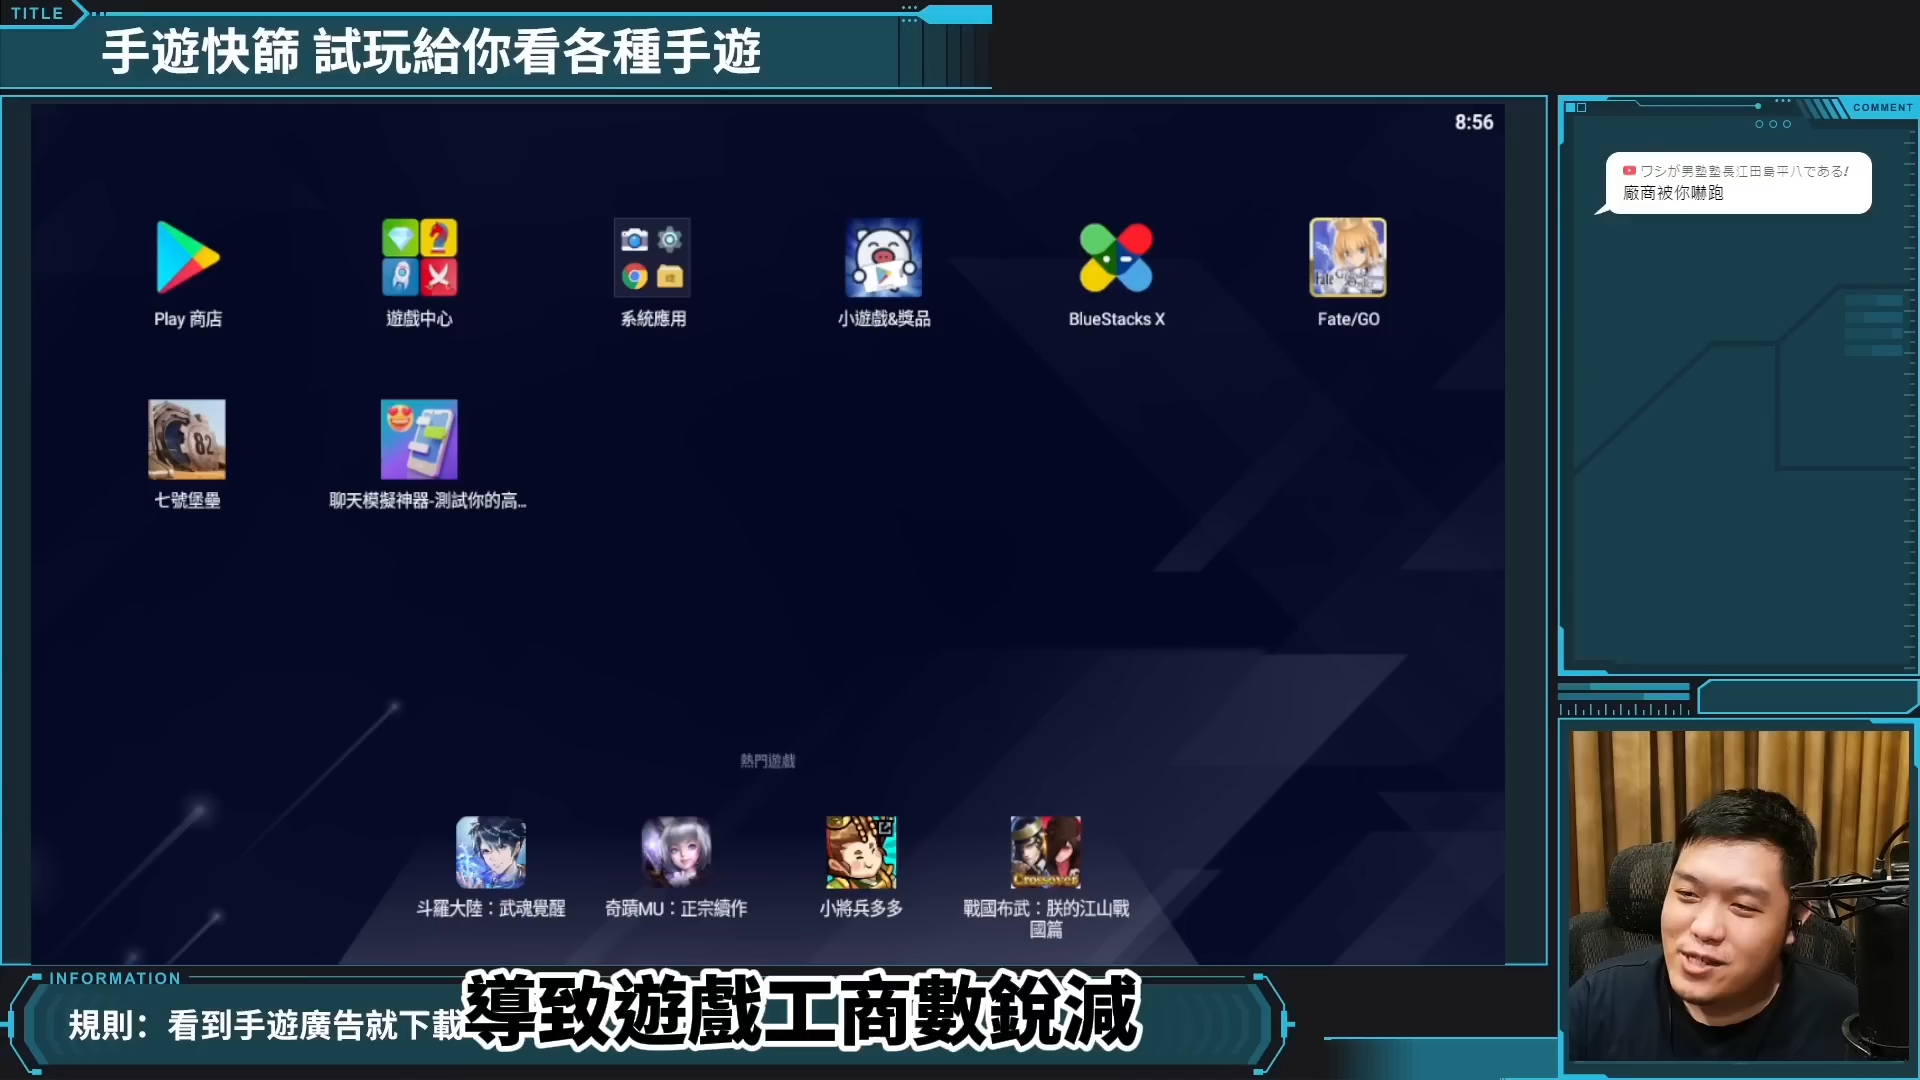 TITLE
手遊快篩 試玩給你看各種手遊
8:56
COMMENT
ワシが男塾塾長江田島平八である!
廠商被你嚇跑
Play 商店
遊戲中心
系統應用
小遊戲&獎品
BlueStacks X
Fate/GO
82
七號堡壘
聊天模擬神器-測試你的高...
熱門遊戲
Crossover
斗羅大陸：武魂覺醒
奇蹟MU：正宗續作
小將兵多多
戰國布武：朕的江山戰
國篇
INFORMATION
規則：看到手遊廣告就下載
導致遊戲工商數銳減